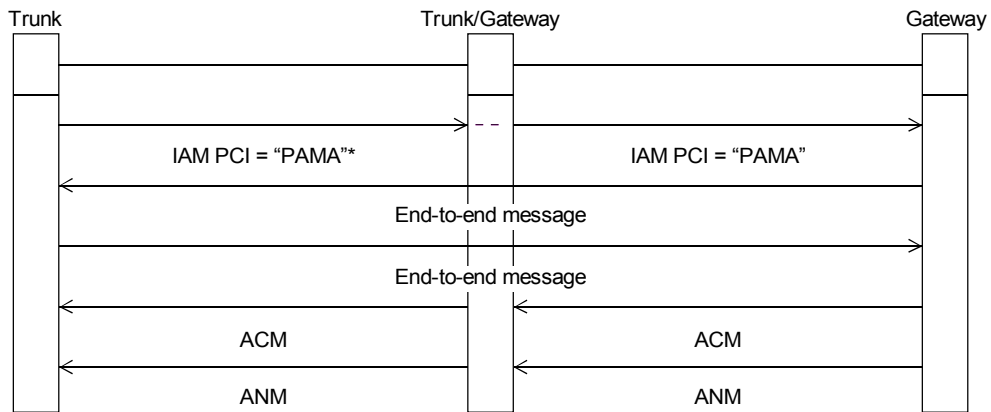 Trunk Trunk/Gateway Gateway
IAM PCI = “PAMA”* IAM PCI = “PAMA”
End-to-end message
End-to-end message
ACM ACM
ANM ANM